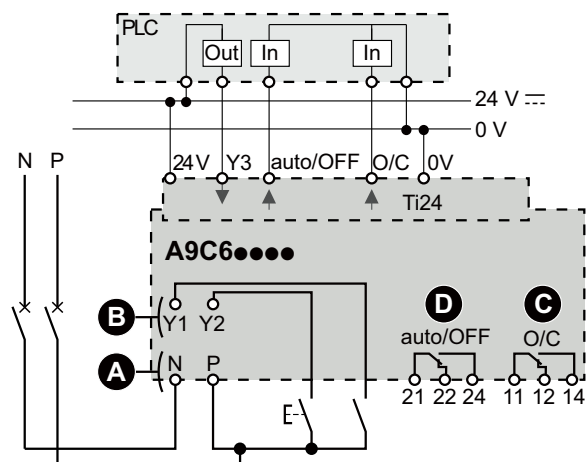 PLC
Out In In
24 V
0 V
N P
24V Y3 auto/OFF O/C 0V
Ti24
A9C6●●●●
B Y1 Y2
D C
auto/OFF O/C
A N P
21 22 24 11 12 14